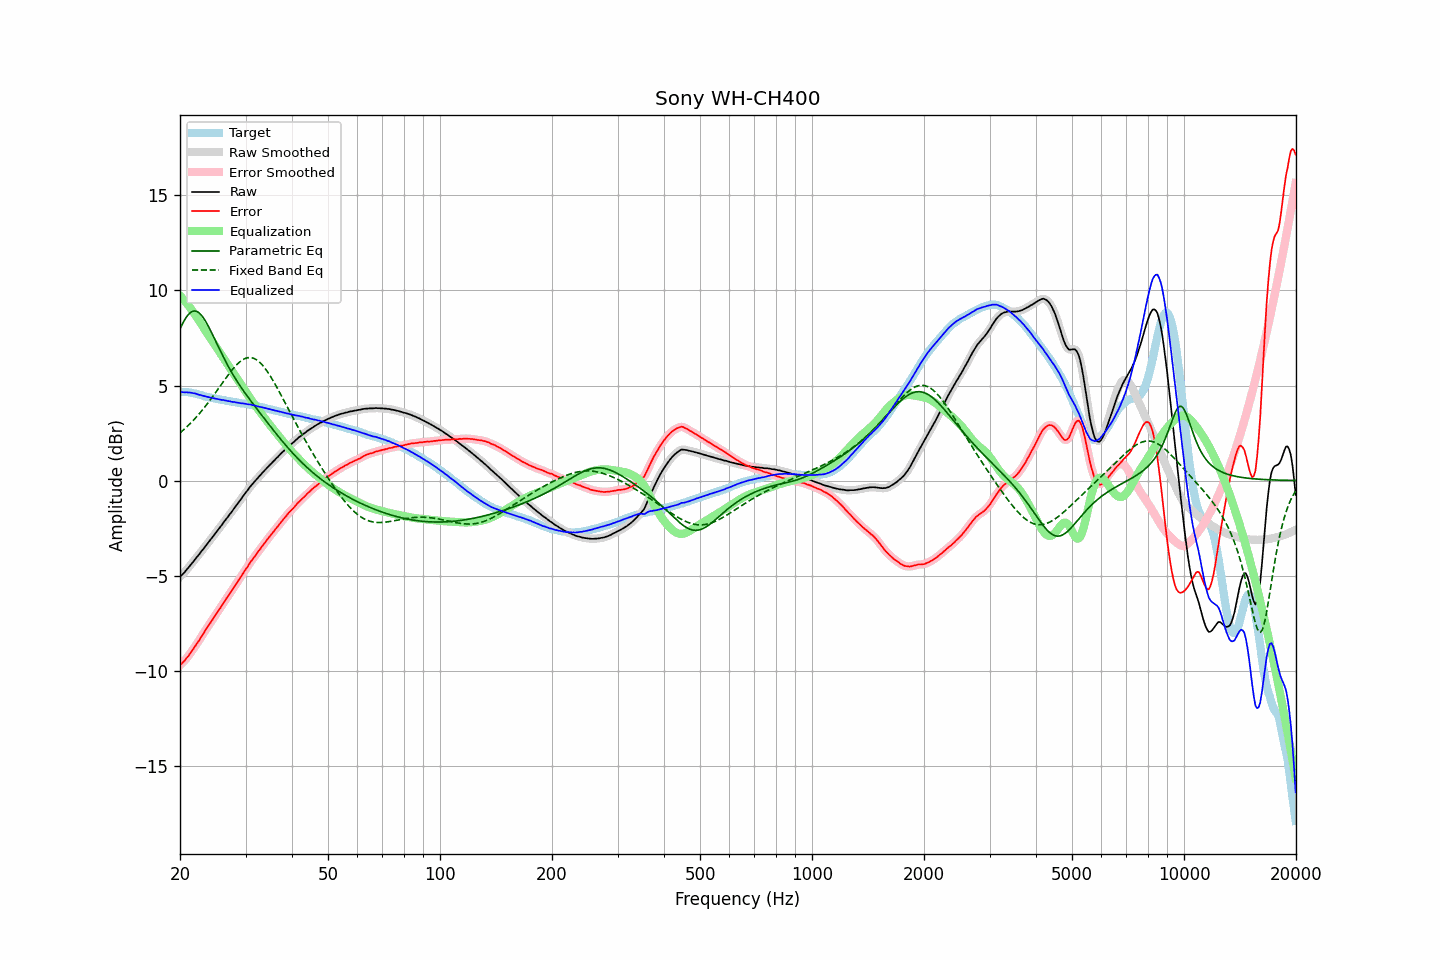 Sony WH-CH400
Target
Raw Smoothed
Error Smoothed
Raw
Error
Equalization
Parametric Eq
Fixed Band Eq
Equalized
Amplitude (dBr)
15
10
5
0
−5
−10
−15
20 50 100 200 500 1000 2000 5000 10000 20000
Frequency (Hz)